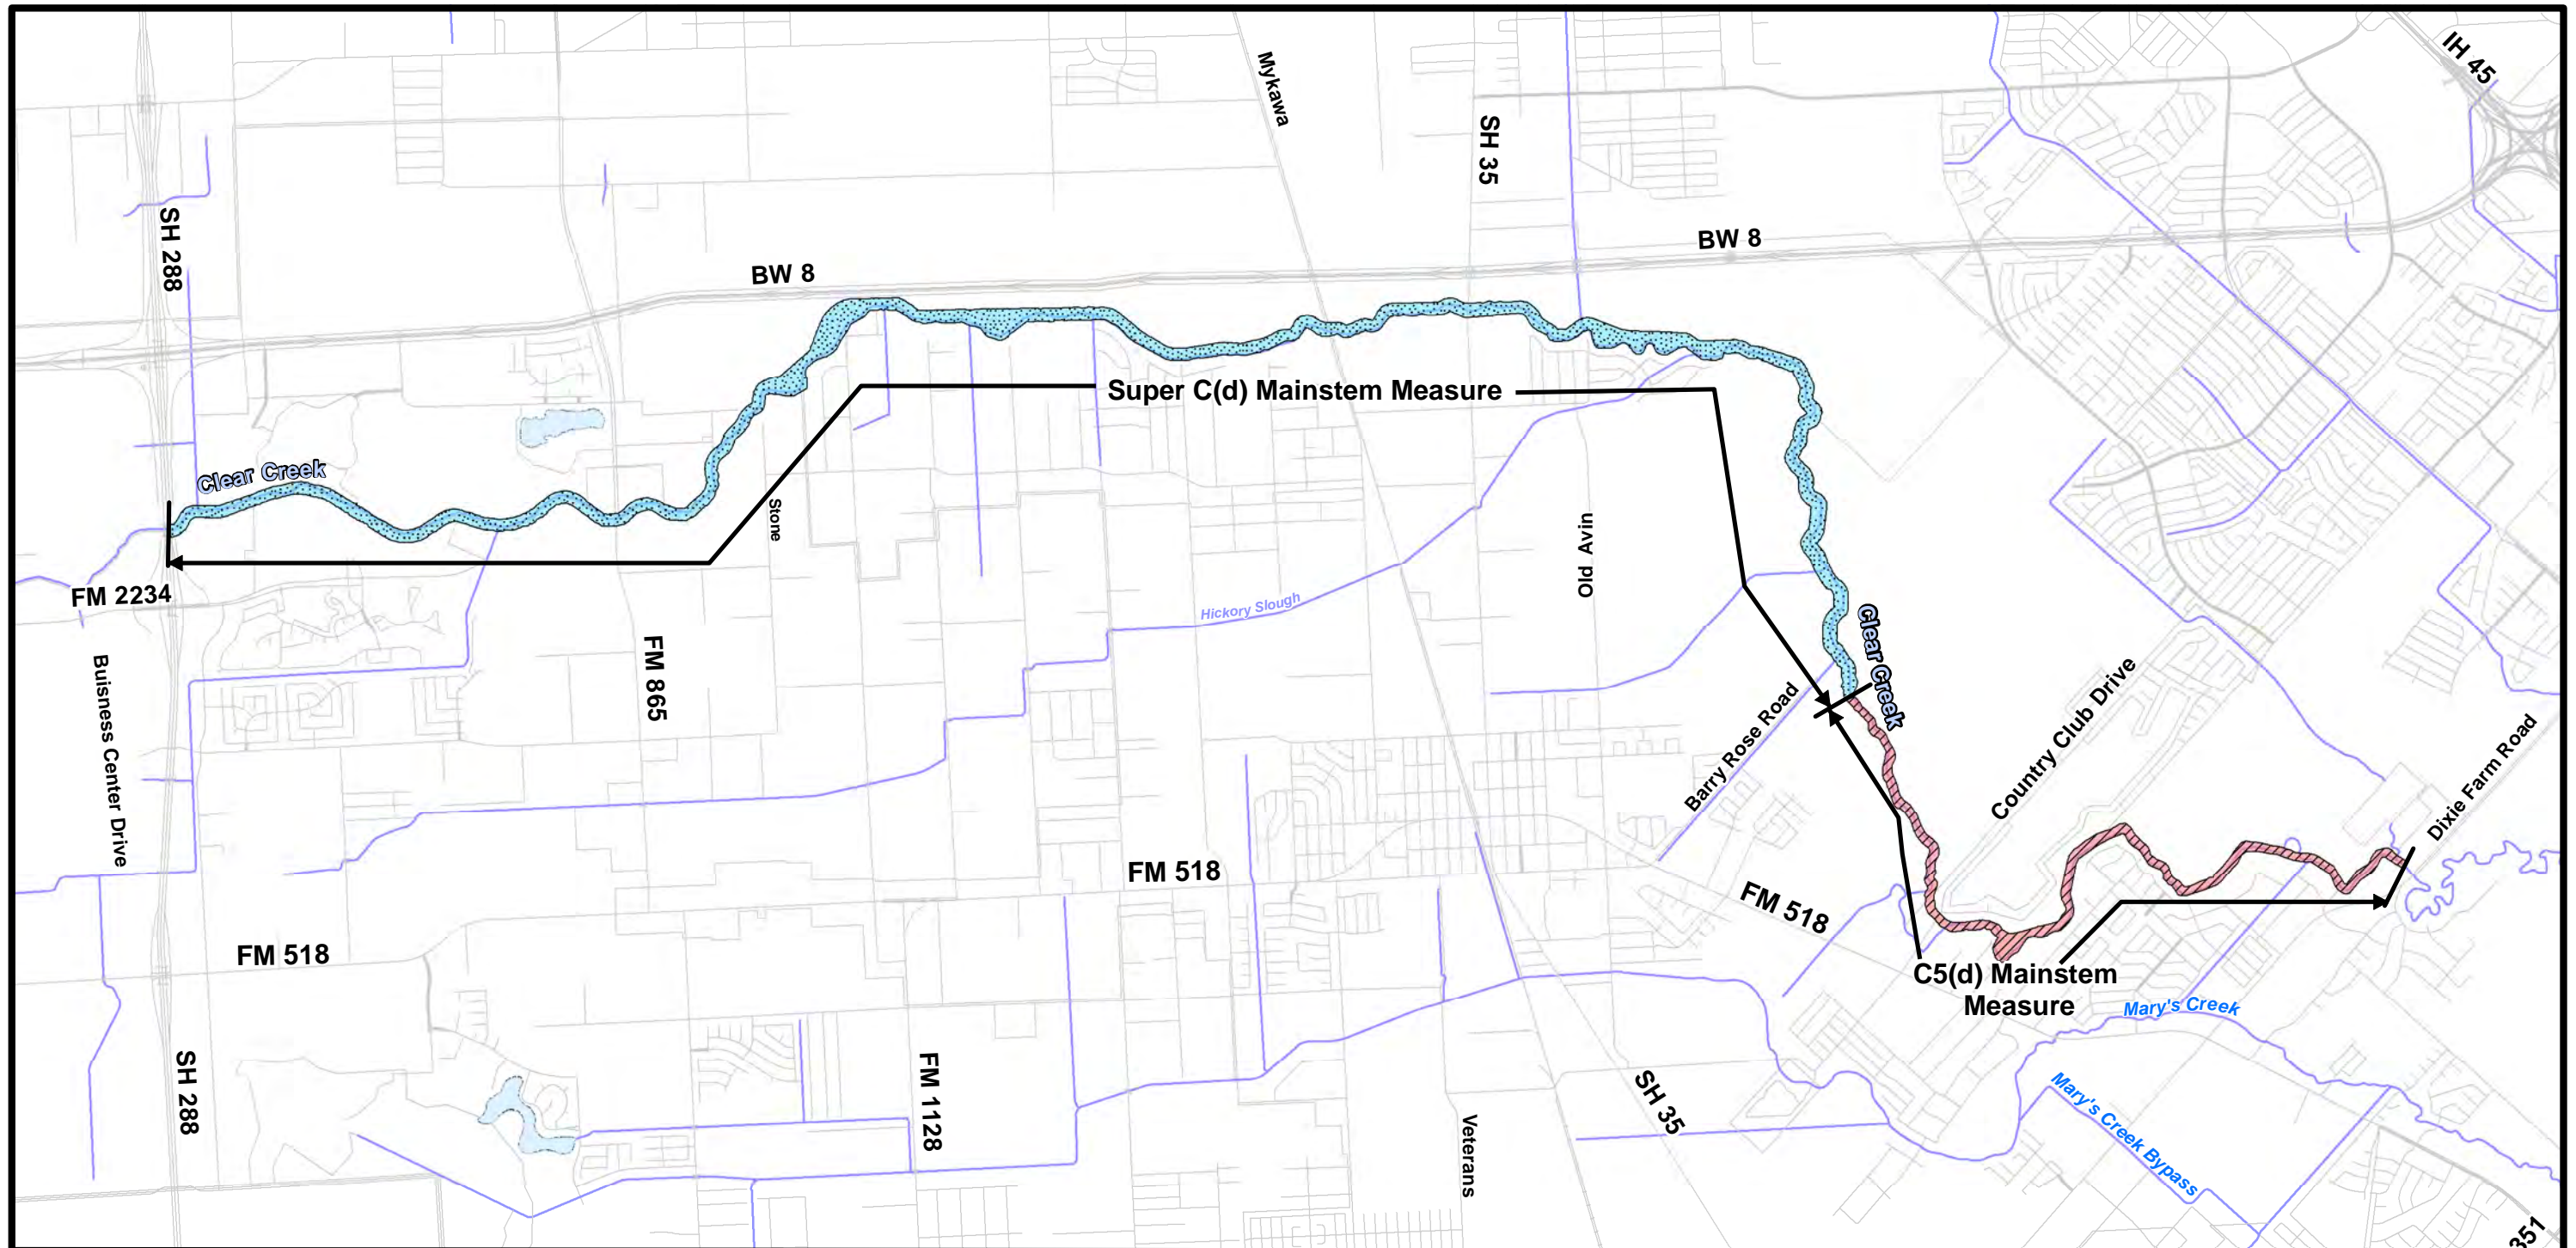 IH 45
Mykawa
SH 35
SH 288
BW 8
BW 8
Super C(d) Mainstem Measure
Clear Creek
Stone
Old Avin
FM 2234
Hickory Slough
Clear Creek
FM 865
Buisness Center Drive
Barry Rose Road
Country Club Drive
Dixie Farm Road
FM 518
FM 518
FM 518
C5(d) Mainstem
Measure
Mary's Creek
SH 288
FM 1128
SH 35
Veterans
Mary's Creek Bypass
351